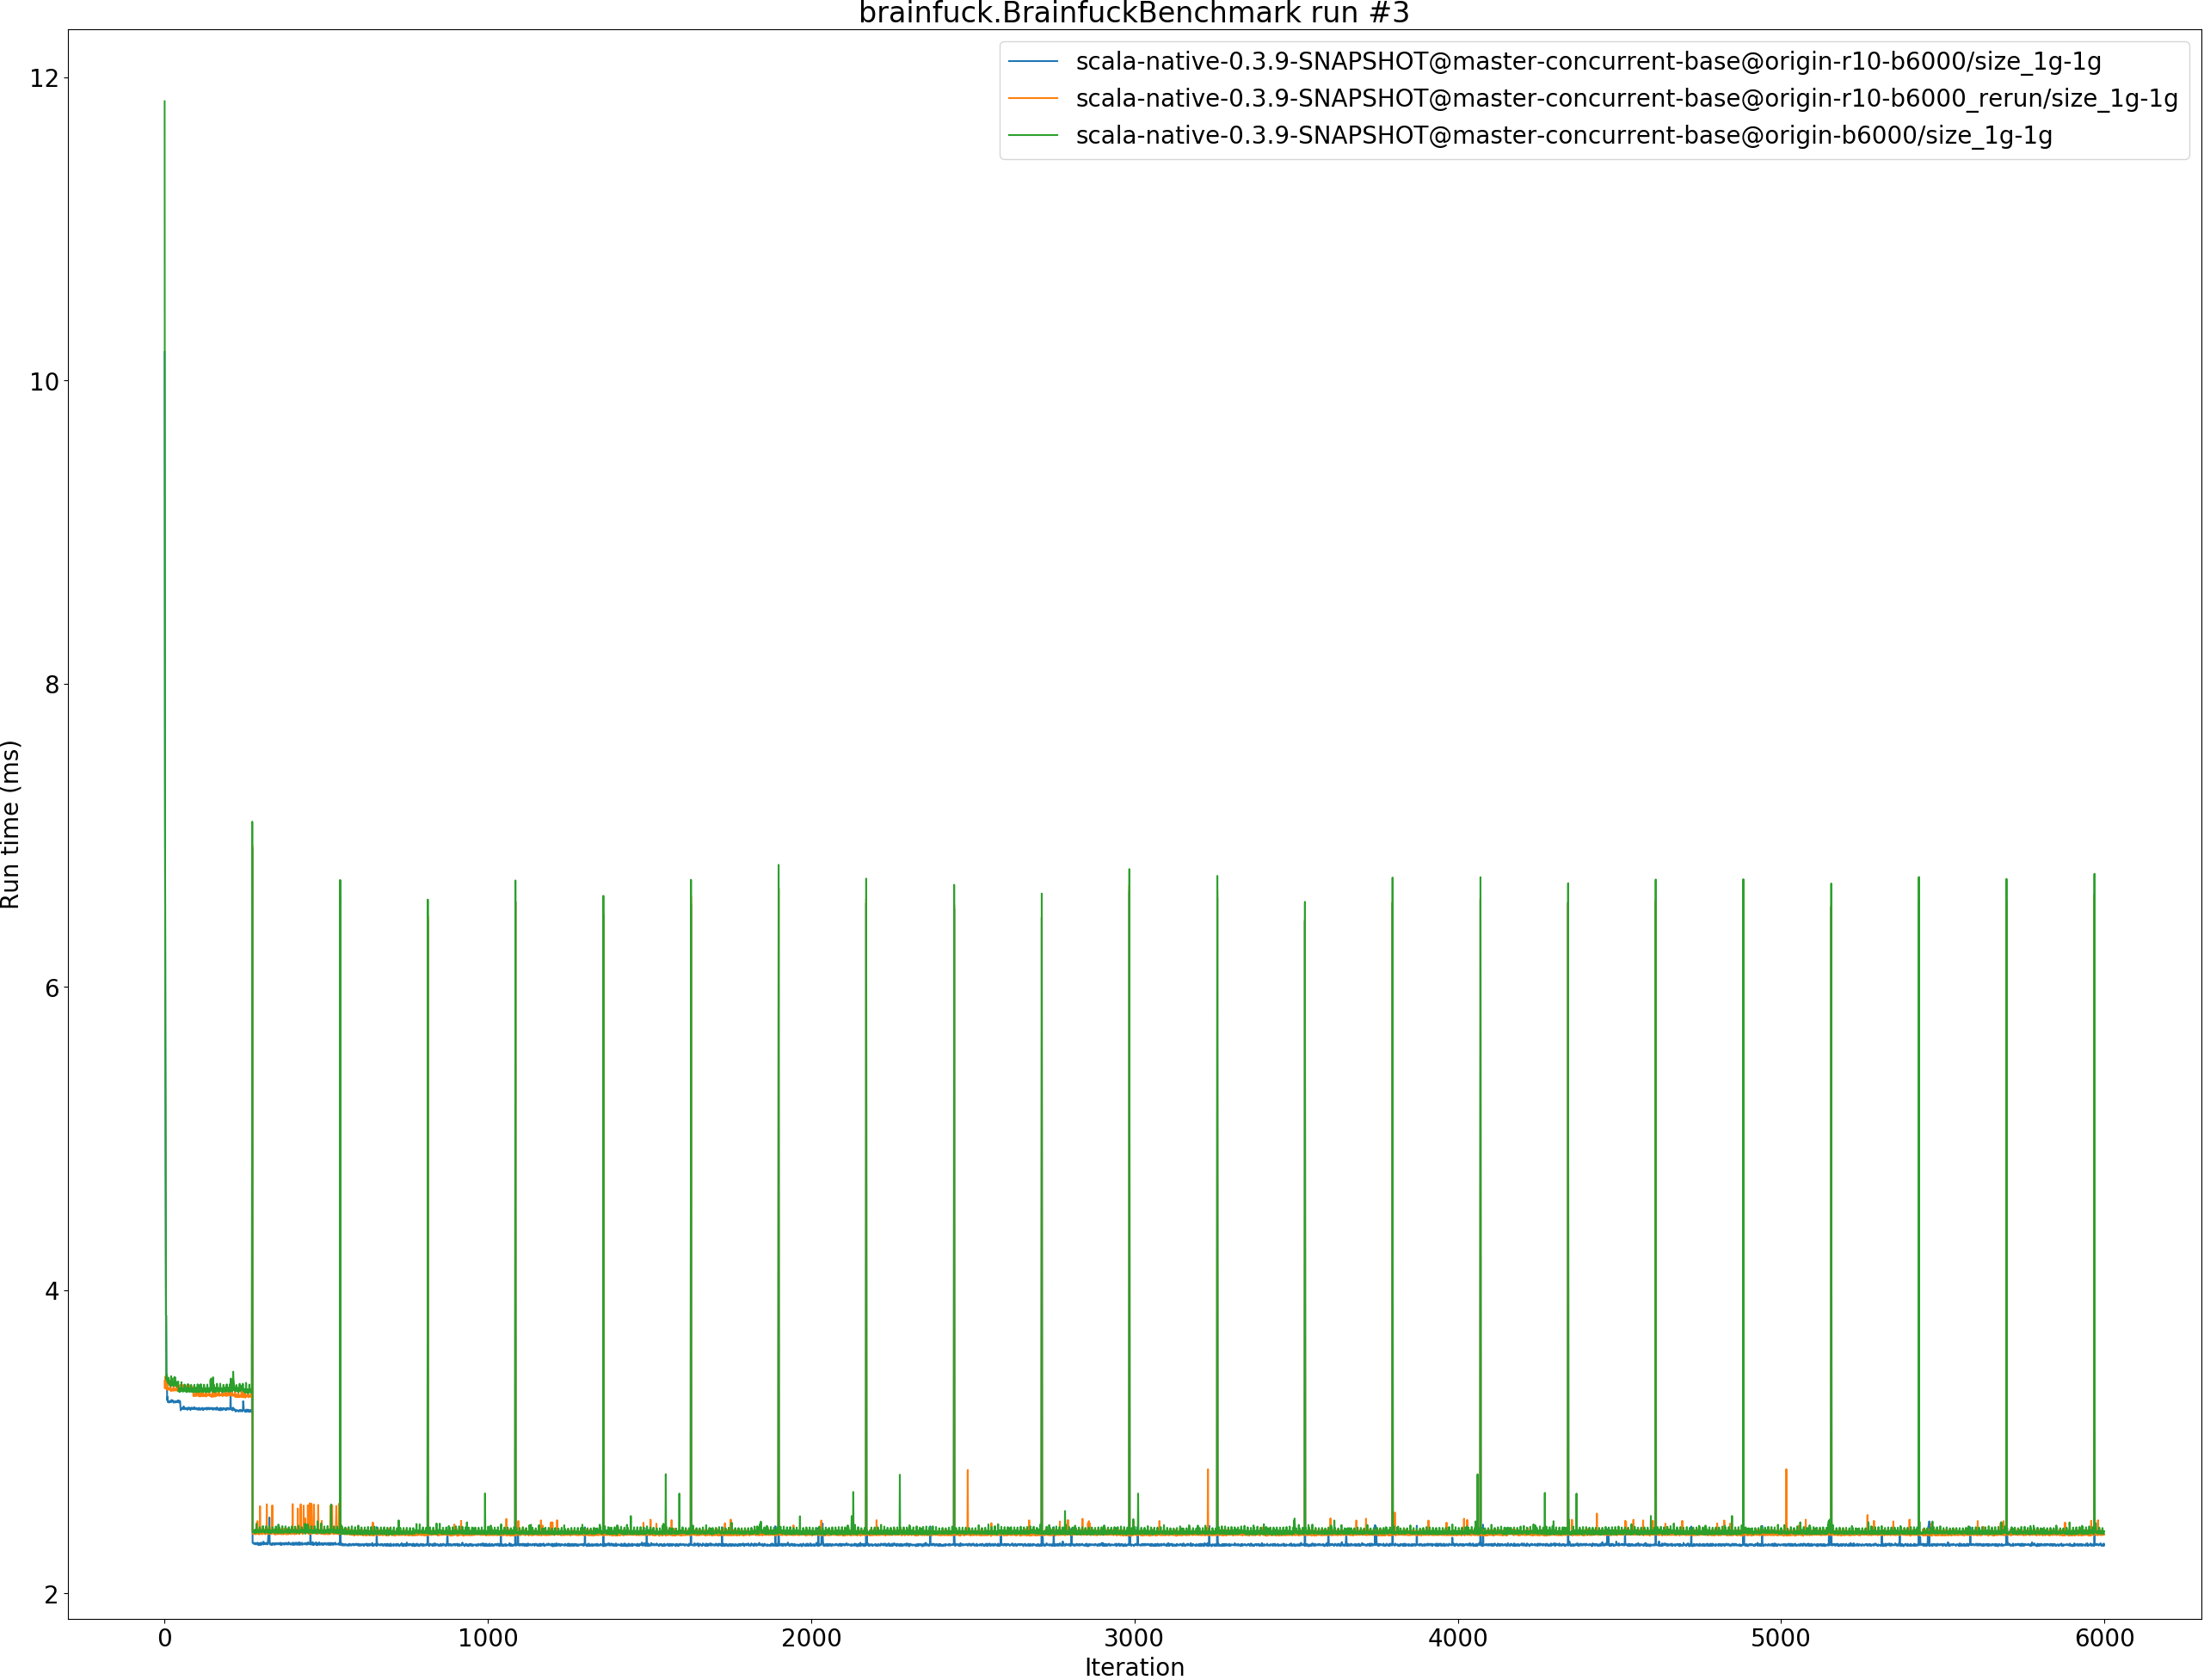 brainfuck.BrainfuckBenchmark run #3
scala-native-0.3.9-SNAPSHOT@master-concurrent-base@origin-r10-b6000/size_1g-1g
scala-native-0.3.9-SNAPSHOT@master-concurrent-base@origin-r10-b6000_rerun/size_1g-1g
scala-native-0.3.9-SNAPSHOT@master-concurrent-base@origin-b6000/size_1g-1g
12
10
8
6
4
2
Run time (ms)
0 1000 2000 3000 4000 5000 6000
Iteration